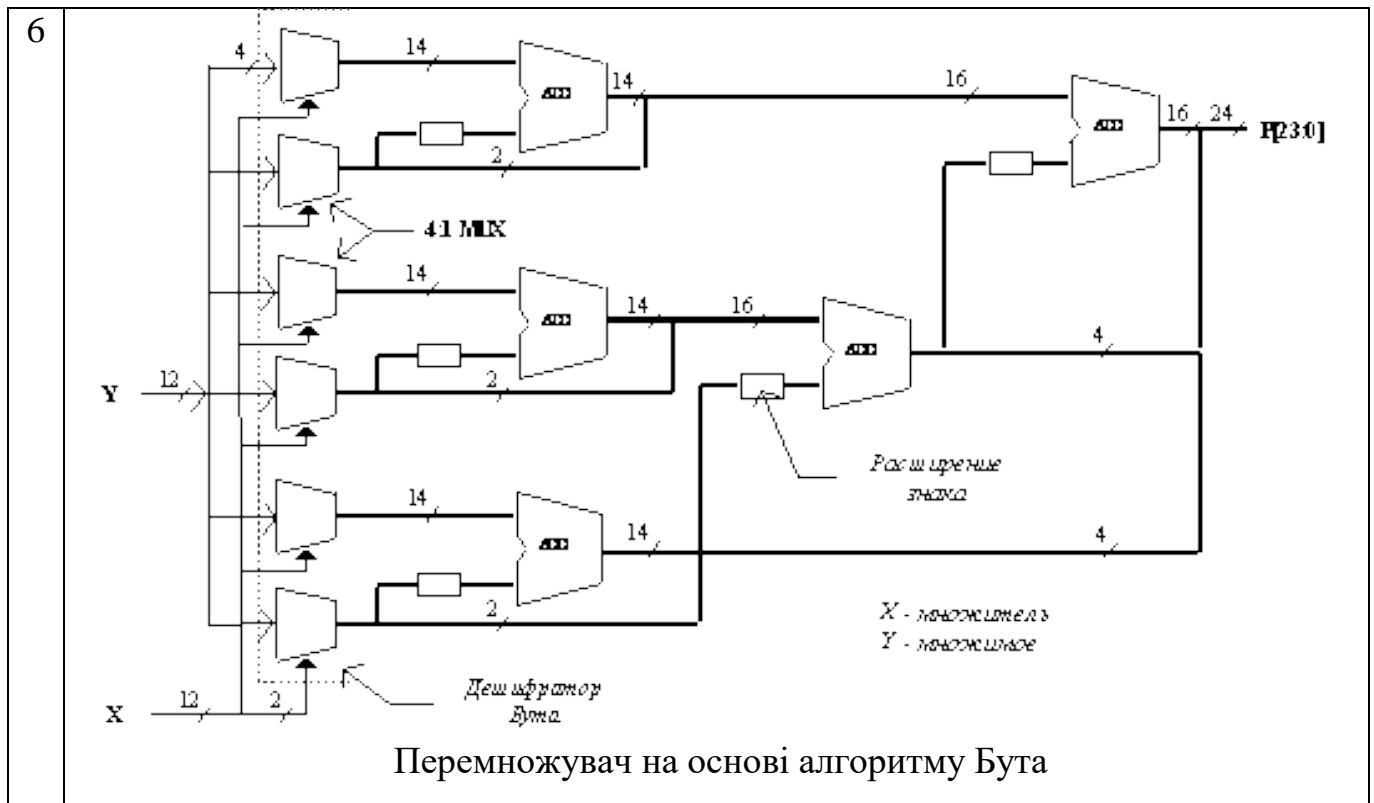 6
4
14
ADD
14
16
ADD
16
24
P[23:0]
2
4:1 MUX
14
ADD
14
16
ADD
4
Y
12
2
Расширение
знака
14
ADD
14
4
2
X - множитель
Y - множимое
X
12
2
Дешифратор
Бута
Перемножувач на основі алгоритму Бута